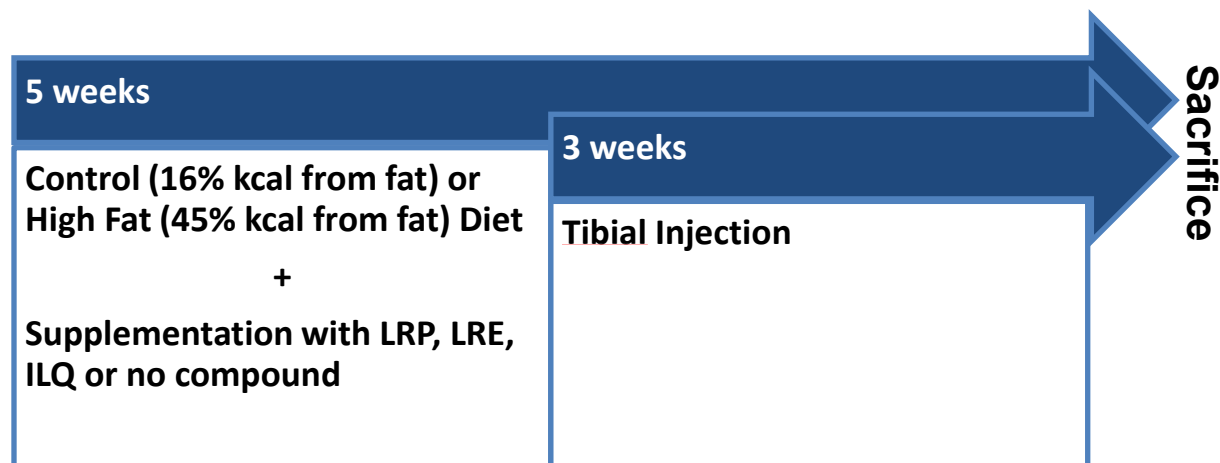 5 weeks
Control (16% kcal from fat) or
High Fat (45% kcal from fat) Diet
+
Supplementation with LRP, LRE,
ILQ or no compound
3 weeks
Tibial Injection
Sacrifice